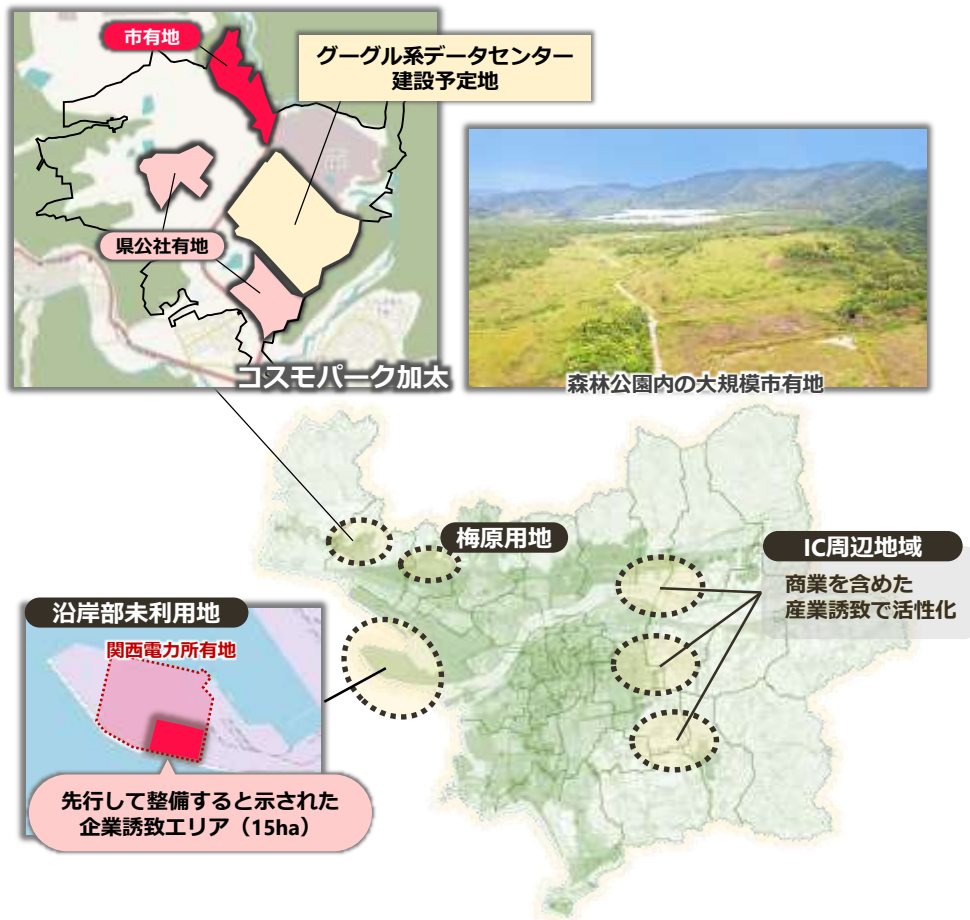 市有地
グーグル系データセンター
建設予定地
県公社有地
コスモパーク加太
森林公園内の大規模市有地
梅原用地
IC周辺地域
商業を含めた
産業誘致で活性化
沿岸部未利用地
関西電力所有地
先行して整備すると示された
企業誘致エリア（15ha）